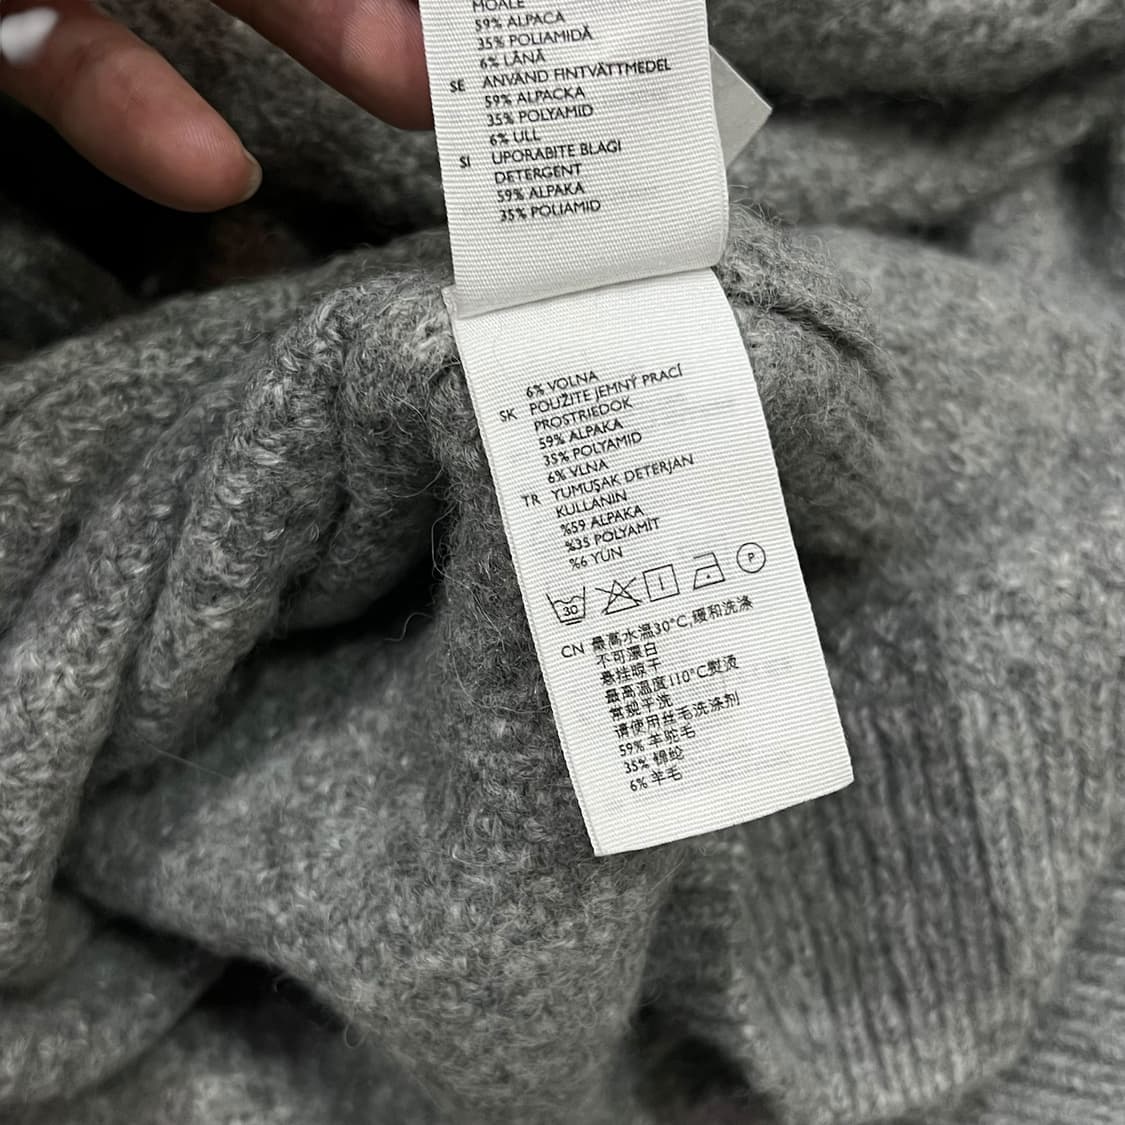 MOALE
59% ALPACA
35% POLIAMIDĂ
6% LÂNĂ
SE ANVÄND FINTVÄTTMEDEL
59% ALPACKA
35% POLYAMID
6% ULL
SI UPORABITE BLAGI
DETERGENT
59% ALPAKA
35% POLIAMID
6% VOLNA
SK POUŽITE JEMNÝ PRACÍ
PROSTRIEDOK
59% ALPAKA
35% POLYAMID
6% VLNA
TR YUMUŞAK DETERJAN
KULLANIN
%59 ALPAKA
%35 POLYAMİT
%6 YÜN
30 P
CN 最高水温30°C,缓和洗涤
不可漂白
悬挂晾干
最高温度110°C熨烫
常规干洗
请使用丝毛洗涤剂
59% 羊驼毛
35% 锦纶
6% 羊毛